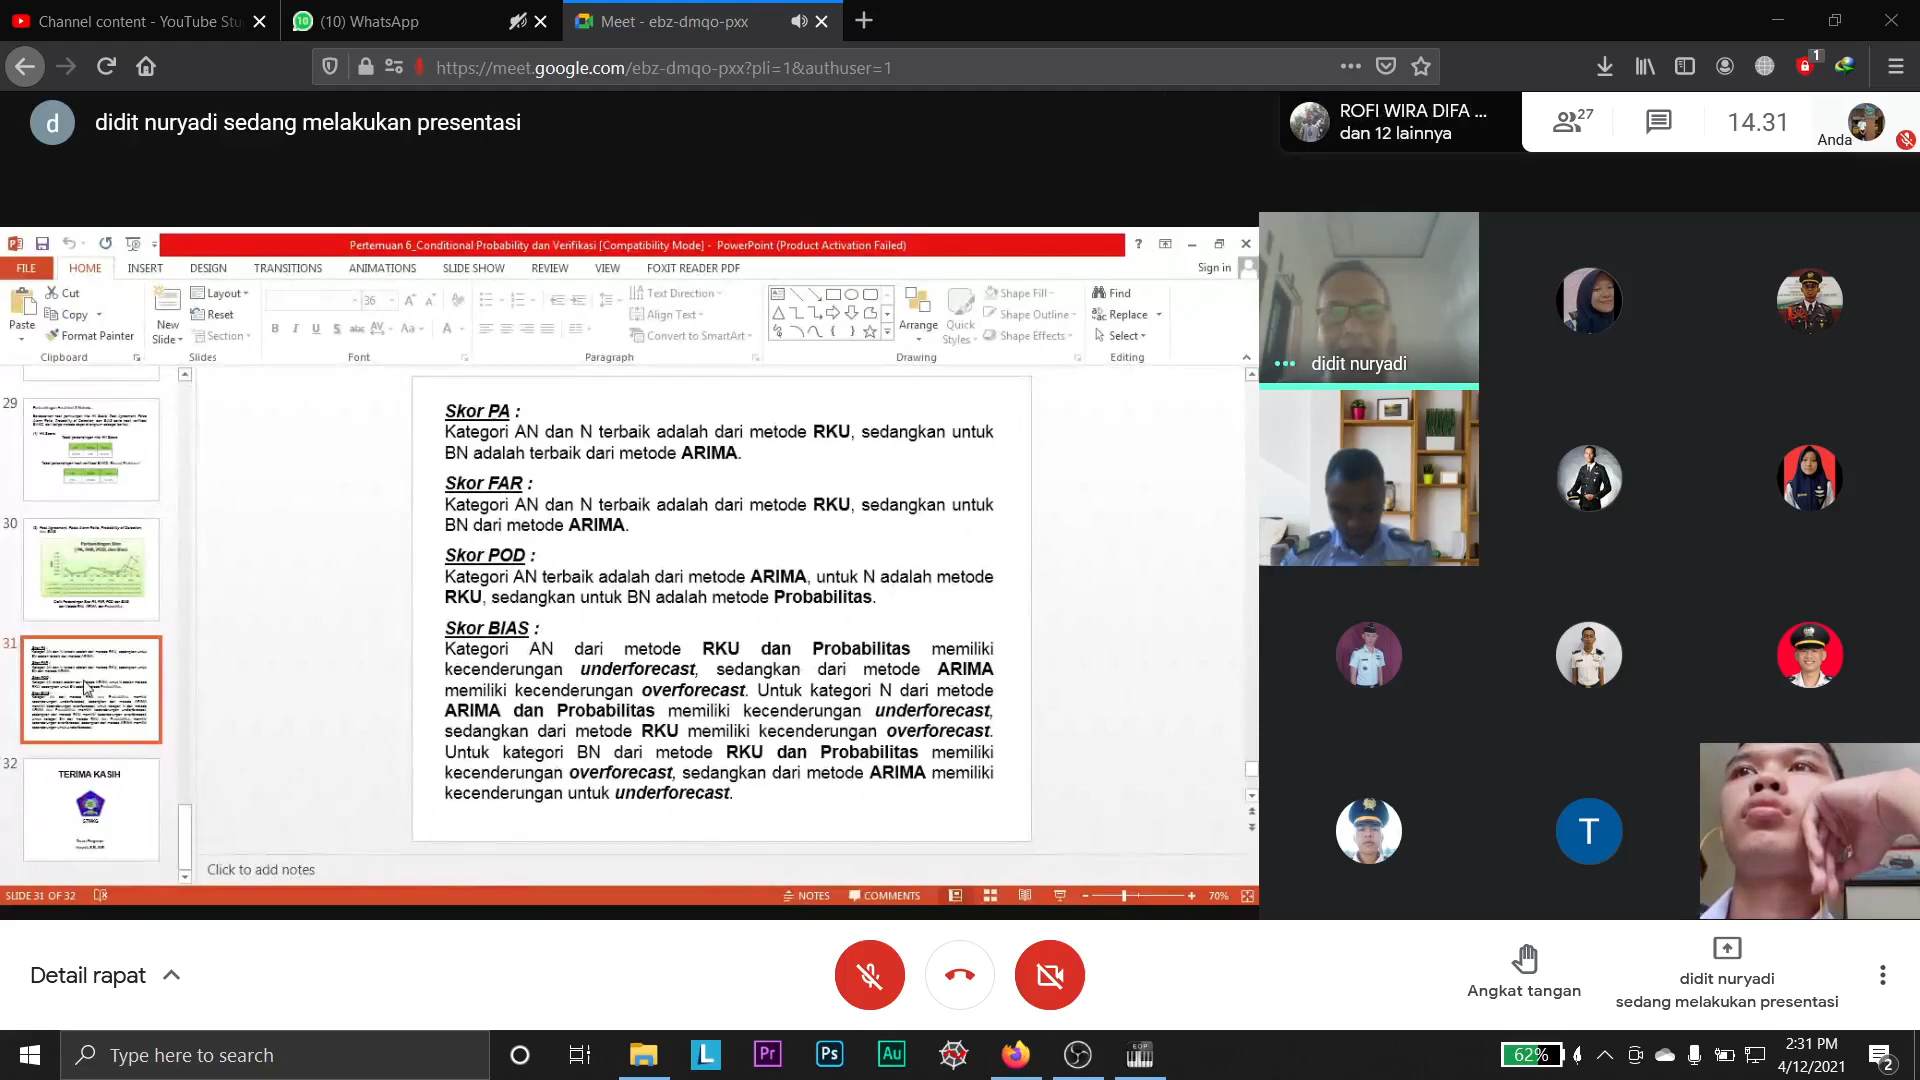 Channel content - YouTube Stu
(10) WhatsApp
Meet - ebz-dmqo-pxx
https://meet.google.com/ebz-dmqo-pxx?pli=1&authuser=1
1
d
didit nuryadi sedang melakukan presentasi
ROFI WIRA DIFA ...
dan 12 lainnya
27
14.31
Anda
Pertemuan 6_Conditional Probability dan Verifikasi [Compatibility Mode] - PowerPoint (Product Activation Failed)
FILE HOME INSERT DESIGN TRANSITIONS ANIMATIONS SLIDE SHOW REVIEW VIEW FOXIT READER PDF
Sign in
Paste
Cut
Copy
Format Painter
Clipboard
New Slide
Layout
Reset
Section
Slides
36
Font
Text Direction
Align Text
Convert to SmartArt
Paragraph
Arrange
Quick Styles
Shape Fill
Shape Outline
Shape Effects
Drawing
Find
Replace
Select
Editing
29
30
31
32
TERIMA KASIH
STMKG
Skor PA :
Kategori AN dan N terbaik adalah dari metode RKU, sedangkan untuk
BN adalah terbaik dari metode ARIMA.
Skor FAR :
Kategori AN dan N terbaik adalah dari metode RKU, sedangkan untuk
BN dari metode ARIMA.
Skor POD :
Kategori AN terbaik adalah dari metode ARIMA, untuk N adalah metode
RKU, sedangkan untuk BN adalah metode Probabilitas.
Skor BIAS :
Kategori AN dari metode RKU dan Probabilitas memiliki
kecenderungan underforecast, sedangkan dari metode ARIMA
memiliki kecenderungan overforecast. Untuk kategori N dari metode
ARIMA dan Probabilitas memiliki kecenderungan underforecast,
sedangkan dari metode RKU memiliki kecenderungan overforecast.
Untuk kategori BN dari metode RKU dan Probabilitas memiliki
kecenderungan overforecast, sedangkan dari metode ARIMA memiliki
kecenderungan untuk underforecast.
Click to add notes
SLIDE 31 OF 32
NOTES
COMMENTS
70%
didit nuryadi
T
Detail rapat
Angkat tangan
didit nuryadi
sedang melakukan presentasi
Type here to search
L
Pr
Ps
Au
EOP
62%
2:31 PM
4/12/2021
2